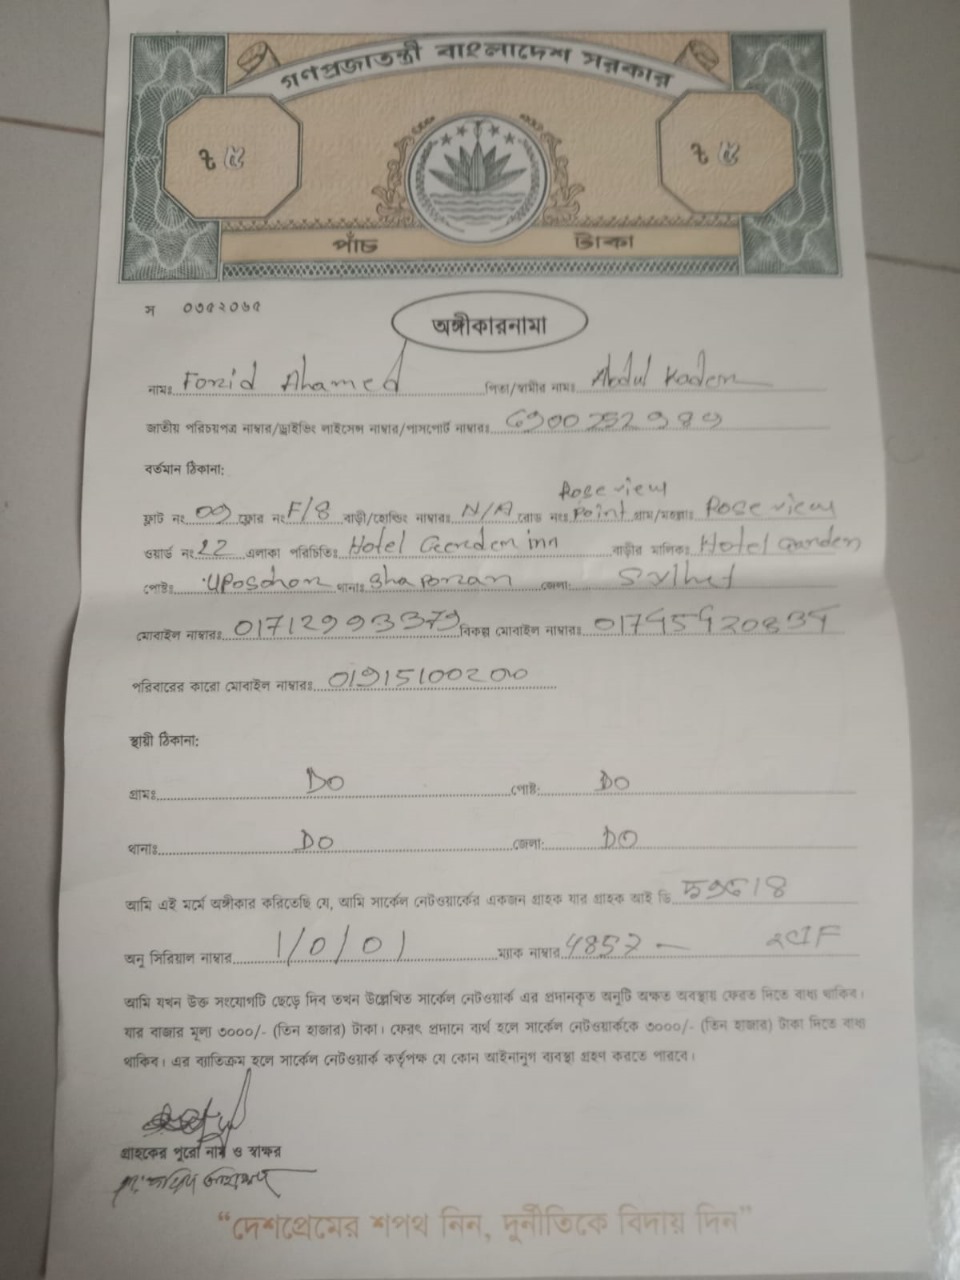 গণপ্রজাতন্ত্রী বাংলাদেশ সরকার
৳ ৫ ৳ ৫
পাঁচ টাকা
স ০৩৫২০৬৫
অঙ্গীকারনামা
নামঃ Forid Ahamed পিতা/স্বামীর নামঃ Abdul Kadem
জাতীয় পরিচয়পত্র নাম্বার/ড্রাইভিং লাইসেন্স নাম্বার/পাসপোর্ট নাম্বারঃ
বর্তমান ঠিকানা:
Rose view
ফ্লাট নং 09 ফ্লোর নং F/8 বাড়ী/হোল্ডিং নাম্বারঃ N/A রোড নংঃ Point গ্রাম/মহল্লাঃ Rose view
ওয়ার্ড নং 22 এলাকা পরিচিতিঃ Hotel Gerden inn বাড়ীর মালিকঃ Hotel Garden
পোষ্টঃ Uposohor থানাঃ জেলা: Sylhet
মোবাইল নাম্বারঃ 01712993379 বিকল্প মোবাইল নাম্বারঃ
পরিবারের কারো মোবাইল নাম্বারঃ 01915100200
স্থায়ী ঠিকানা:
গ্রামঃ DO পোষ্ট: DO
থানাঃ DO জেলা: DO
আমি এই মর্মে অঙ্গীকার করিতেছি যে, আমি সার্কেল নেটওয়ার্কের একজন গ্রাহক যার গ্রাহক আই ডি
অনু সিরিয়াল নাম্বার 1/0/01 ম্যাক নাম্বার 4857 -
আমি যখন উক্ত সংযোগটি ছেড়ে দিব তখন উল্লেখিত সার্কেল নেটওয়ার্ক এর প্রদানকৃত অনুটি অক্ষত অবস্থায় ফেরত দিতে বাধ্য থাকিব।
যার বাজার মূল্য ৩০০০/- (তিন হাজার) টাকা। ফেরৎ প্রদানে ব্যর্থ হলে সার্কেল নেটওয়ার্ককে ৩০০০/- (তিন হাজার) টাকা দিতে বাধ্য
থাকিব। এর ব্যতিক্রম হলে সার্কেল নেটওয়ার্ক কর্তৃপক্ষ যে কোন আইনানুগ ব্যবস্থা গ্রহণ করতে পারবে।
গ্রাহকের পুরো নাম ও স্বাক্ষর
“দেশপ্রেমের শপথ নিন, দুর্নীতিকে বিদায় দিন”